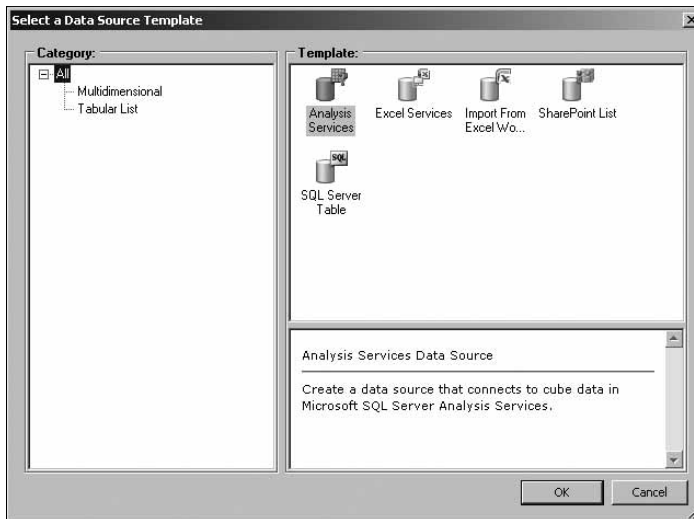 Select a Data Source Template
Category:
All
Multidimensional
Tabular List
Template:
Analysis
Services
Excel Services
Import From
Excel Wo...
SharePoint List
SQL
SQL Server
Table
Analysis Services Data Source
Create a data source that connects to cube data in
Microsoft SQL Server Analysis Services.
OK
Cancel